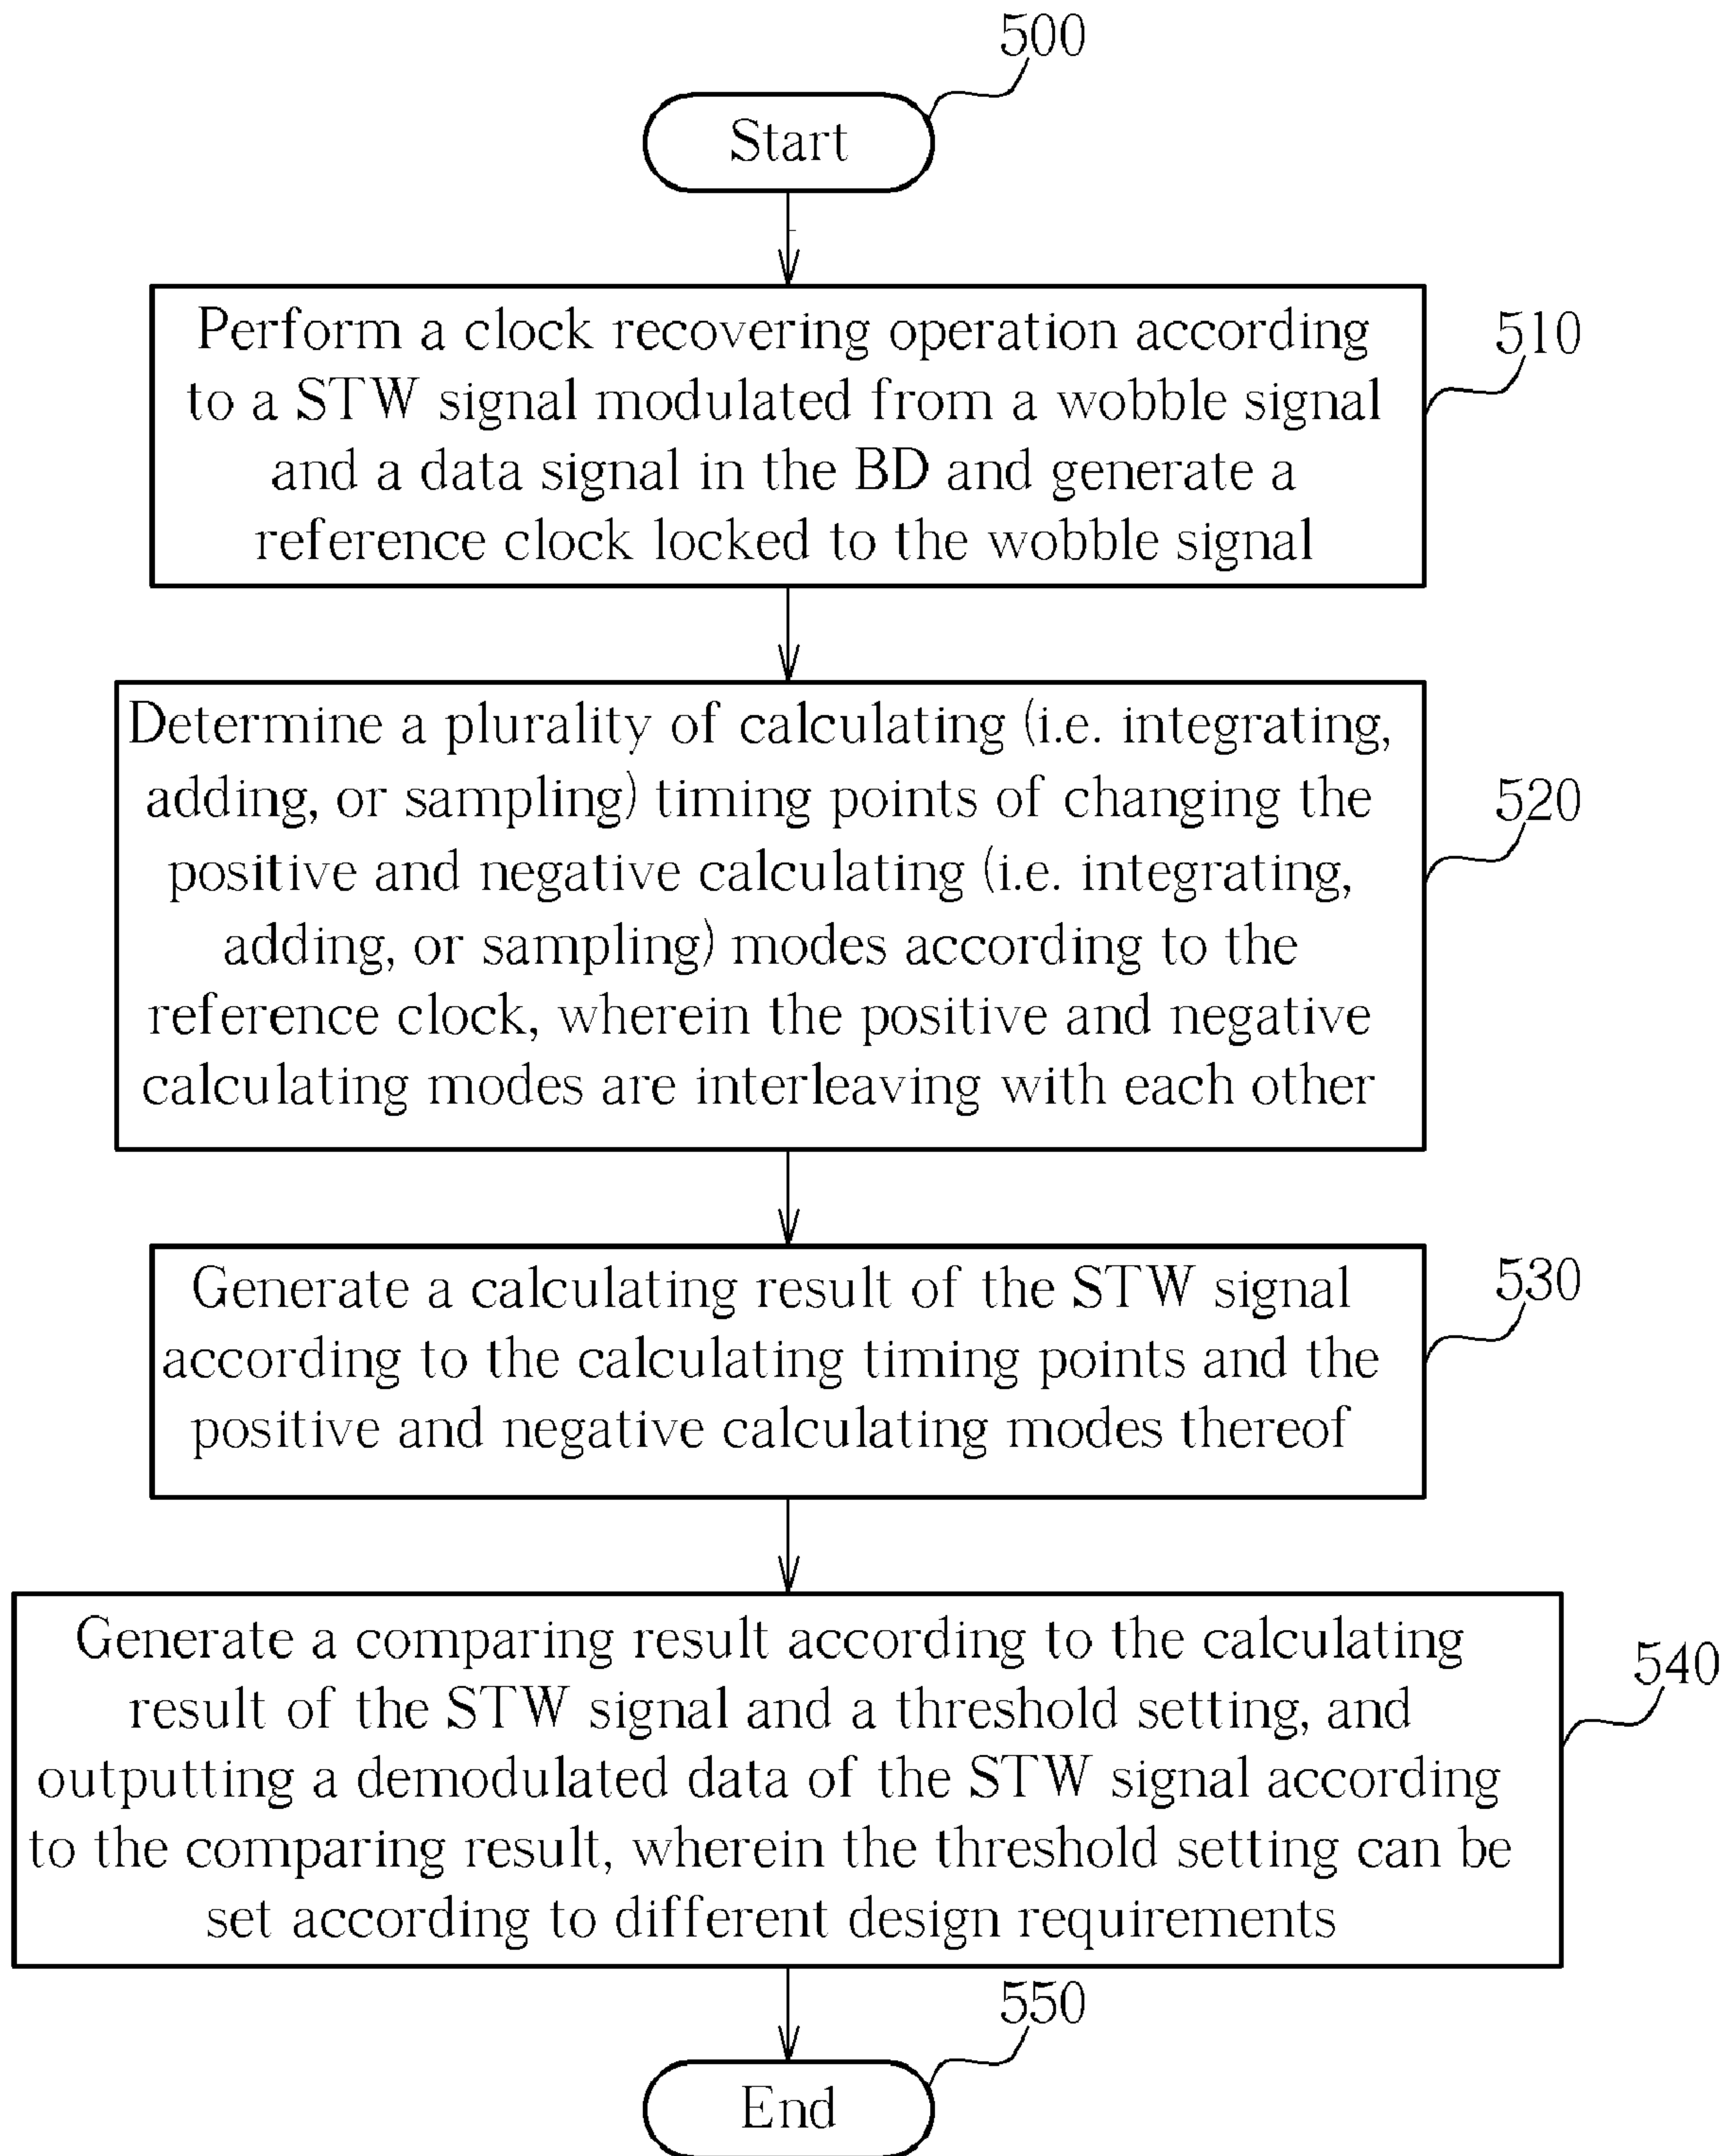 500
Start
Perform a clock recovering operation according
to a STW signal modulated from a wobble signal
and a data signal in the BD and generate a
reference clock locked to the wobble signal
510
Determine a plurality of calculating (i.e. integrating,
adding, or sampling) timing points of changing the
positive and negative calculating (i.e. integrating,
adding, or sampling) modes according to the
reference clock, wherein the positive and negative
calculating modes are interleaving with each other
520
Generate a calculating result of the STW signal
according to the calculating timing points and the
positive and negative calculating modes thereof
530
Generate a comparing result according to the calculating
result of the STW signal and a threshold setting, and
outputting a demodulated data of the STW signal according
to the comparing result, wherein the threshold setting can be
set according to different design requirements
540
550
End